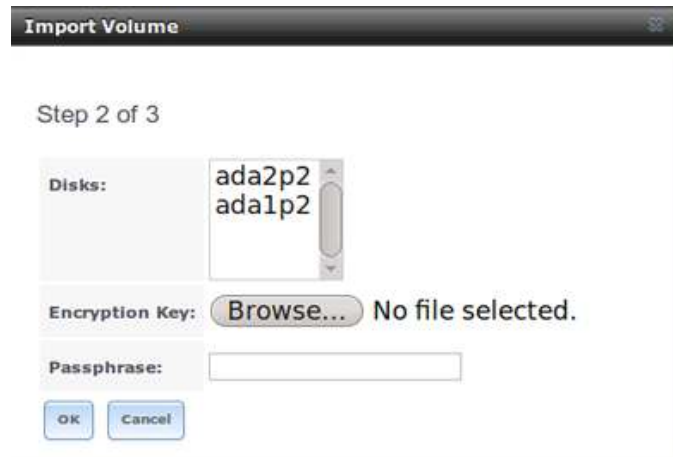 Import Volume
Step 2 of 3
Disks:
ada2p2
ada1p2
Encryption Key:
Browse... No file selected.
Passphrase:
OK
Cancel